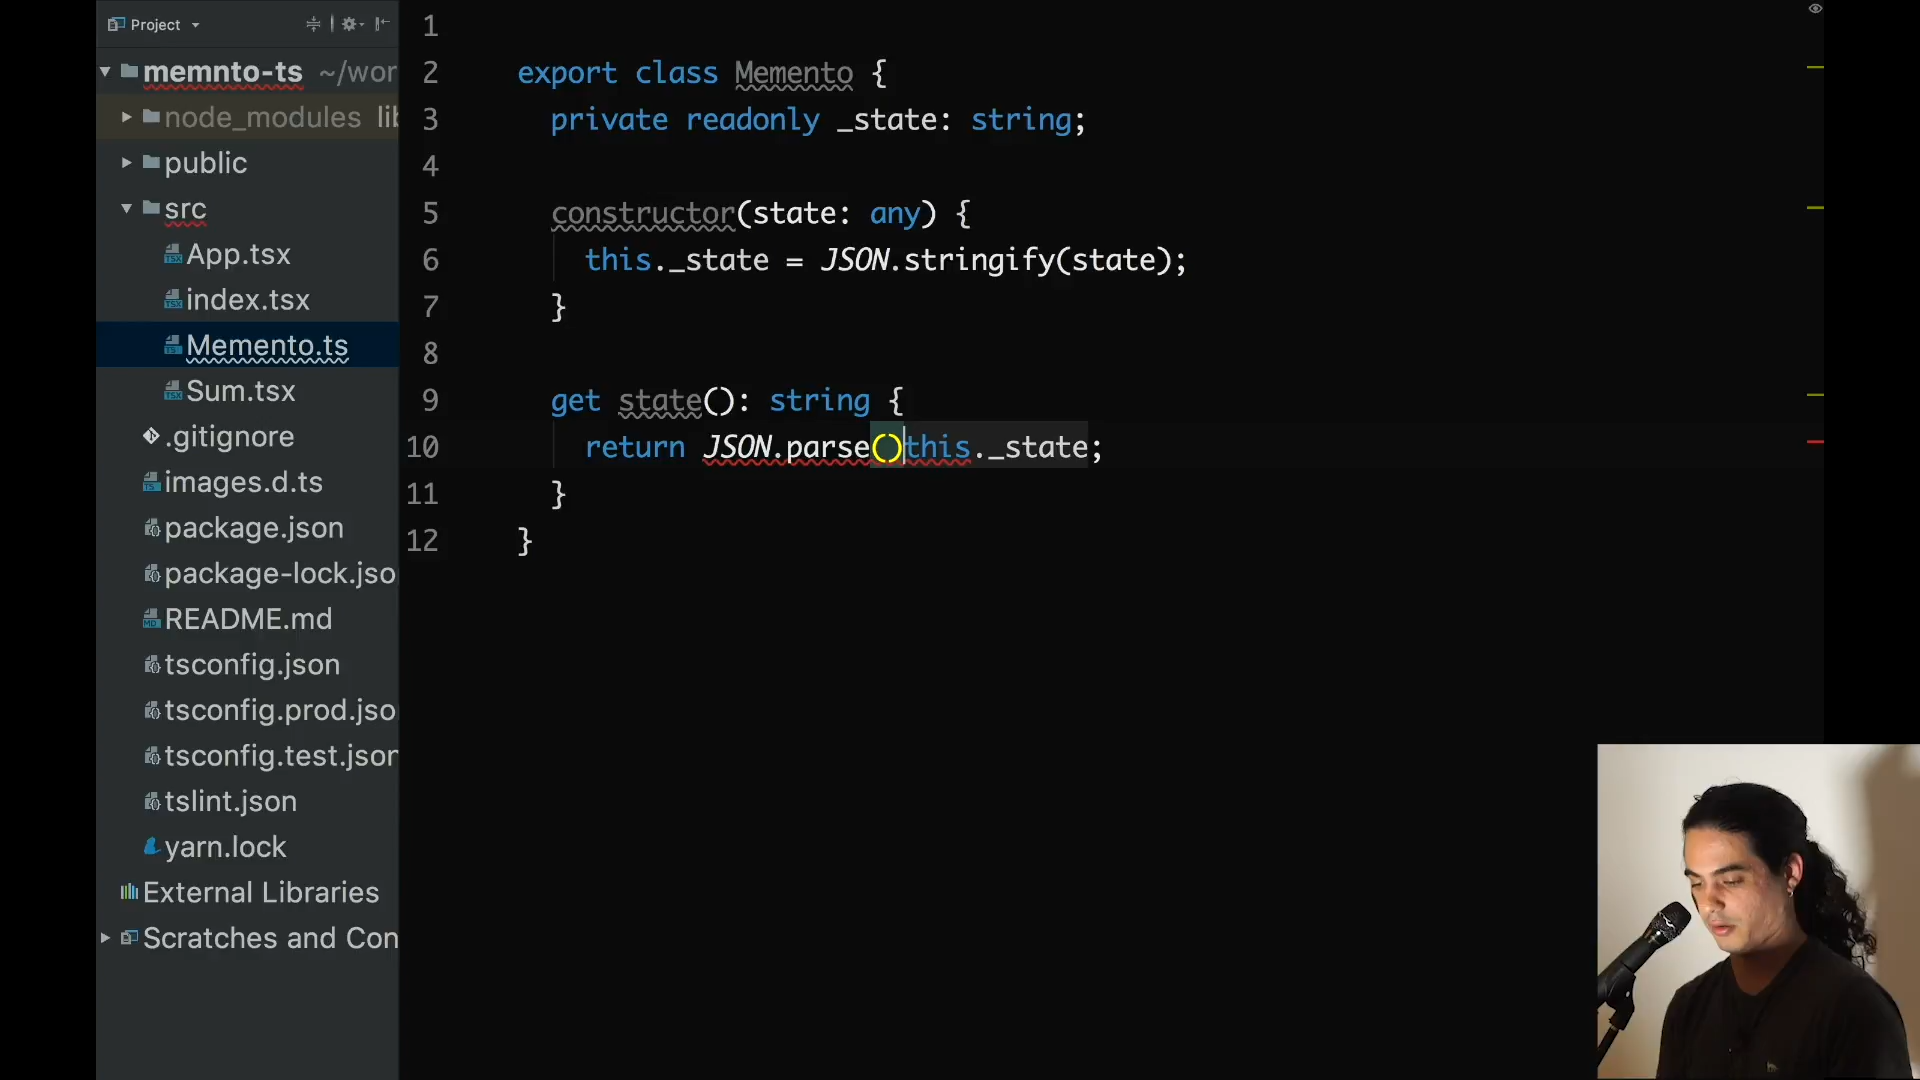 Project
memnto-ts ~/wor
node_modules lib
public
src
App.tsx
index.tsx
Memento.ts
Sum.tsx
.gitignore
images.d.ts
package.json
package-lock.jso
README.md
tsconfig.json
tsconfig.prod.jso
tsconfig.test.json
tslint.json
yarn.lock
External Libraries
Scratches and Con
1
2 export class Memento {
3 private readonly _state: string;
4
5 constructor(state: any) {
6 this._state = JSON.stringify(state);
7 }
8
9 get state(): string {
10 return JSON.parse()this._state;
11 }
12 }